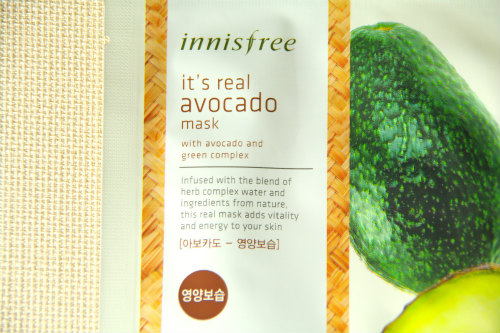 innisfree
it's real
avocado
mask
with avocado and
green complex
infused with the blend of
herb complex water and
ingredients from nature,
this real mask adds vitality
and energy to your skin
[아보카도 - 영양보습]
영양보습